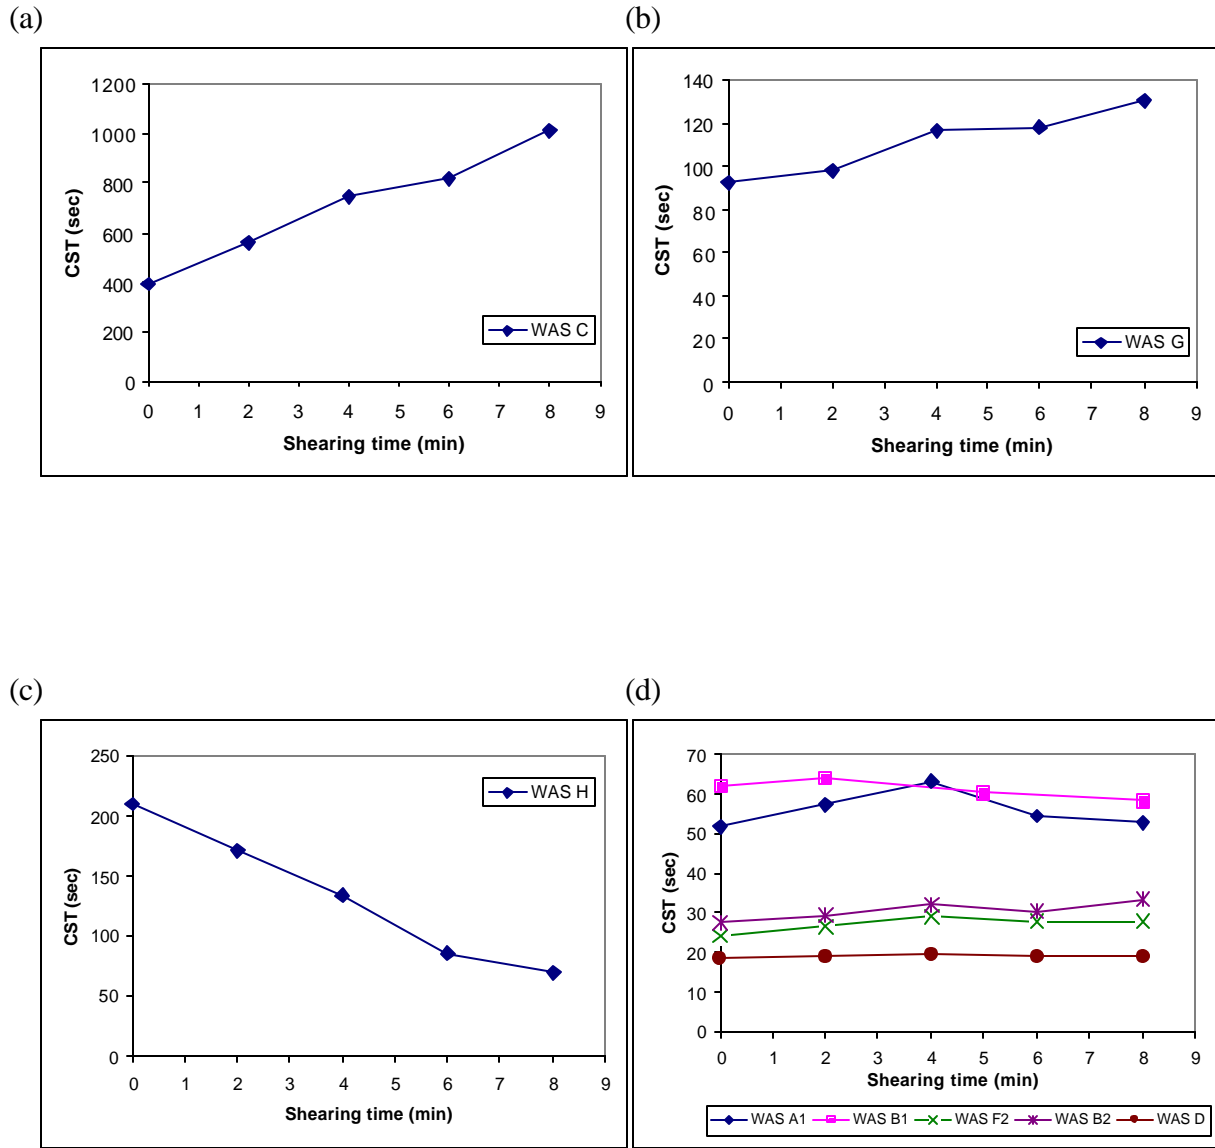 (a)
1200
1000
800
600
400
200
0
CST (sec)
0 1 2 3 4 5 6 7 8 9
Shearing time (min)
WAS C
(b)
140
120
100
80
60
40
20
0
CST (sec)
0 1 2 3 4 5 6 7 8 9
Shearing time (min)
WAS G
(c)
250
200
150
100
50
0
CST (sec)
0 1 2 3 4 5 6 7 8 9
Shearing time (min)
WAS H
(d)
70
60
50
40
30
20
10
0
CST (sec)
0 1 2 3 4 5 6 7 8 9
Shearing time (min)
WAS A1 WAS B1 WAS F2 WAS B2 WAS D